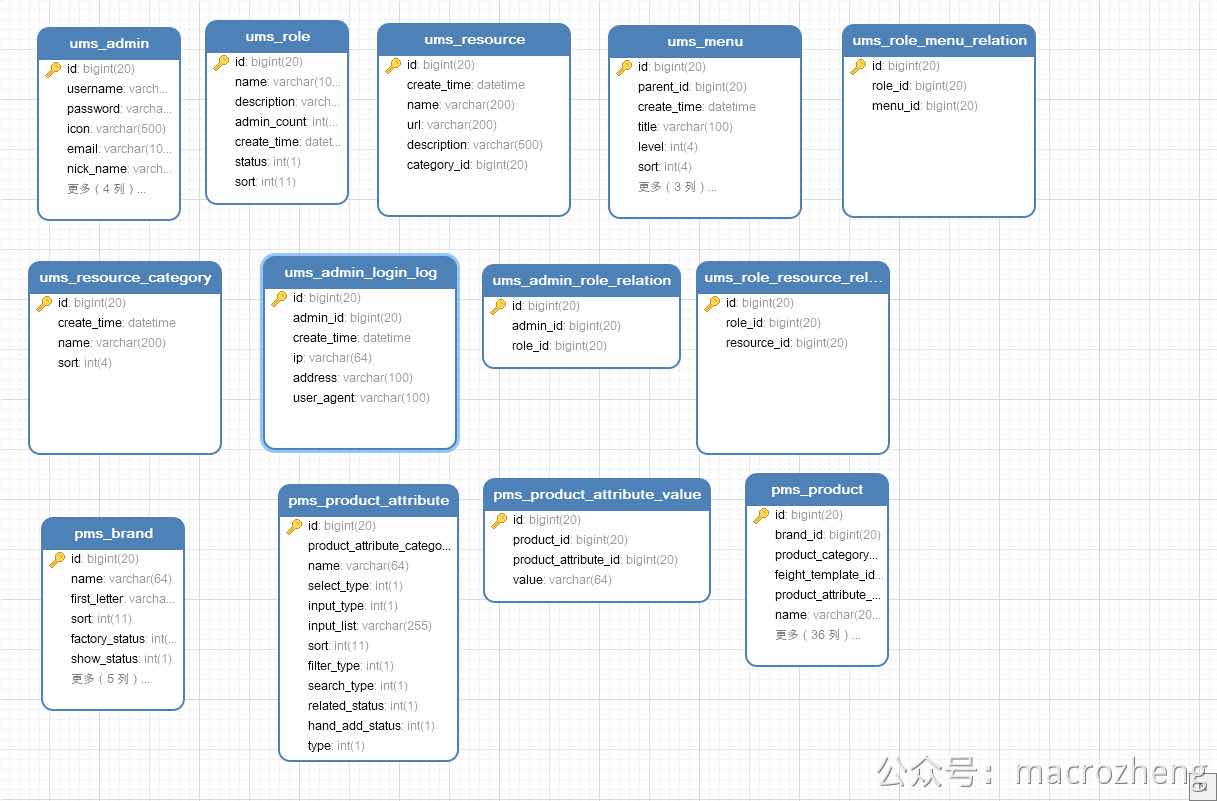 ums_admin
id: bigint(20)
username: varch...
password: varcha...
icon: varchar(500)
email: varchar(10...
nick_name: varch...
更多（4 列）...
ums_role
id: bigint(20)
name: varchar(10...
description: varch...
admin_count: int(...
create_time: datet...
status: int(1)
sort: int(11)
ums_resource
id: bigint(20)
create_time: datetime
name: varchar(200)
url: varchar(200)
description: varchar(500)
category_id: bigint(20)
ums_menu
id: bigint(20)
parent_id: bigint(20)
create_time: datetime
title: varchar(100)
level: int(4)
sort: int(4)
更多（3 列）...
ums_role_menu_relation
id: bigint(20)
role_id: bigint(20)
menu_id: bigint(20)
ums_resource_category
id: bigint(20)
create_time: datetime
name: varchar(200)
sort: int(4)
ums_admin_login_log
id: bigint(20)
admin_id: bigint(20)
create_time: datetime
ip: varchar(64)
address: varchar(100)
user_agent: varchar(100)
ums_admin_role_relation
id: bigint(20)
admin_id: bigint(20)
role_id: bigint(20)
ums_role_resource_rel...
id: bigint(20)
role_id: bigint(20)
resource_id: bigint(20)
pms_brand
id: bigint(20)
name: varchar(64)
first_letter: varcha...
sort: int(11)
factory_status: int(...
show_status: int(1)
更多（5 列）...
pms_product_attribute
id: bigint(20)
product_attribute_catego...
name: varchar(64)
select_type: int(1)
input_type: int(1)
input_list: varchar(255)
sort: int(11)
filter_type: int(1)
search_type: int(1)
related_status: int(1)
hand_add_status: int(1)
type: int(1)
pms_product_attribute_value
id: bigint(20)
product_id: bigint(20)
product_attribute_id: bigint(20)
value: varchar(64)
pms_product
id: bigint(20)
brand_id: bigint(20)
product_category...
feight_template_id...
product_attribute_...
name: varchar(20...
更多（36 列）...
公众号：macrozheng